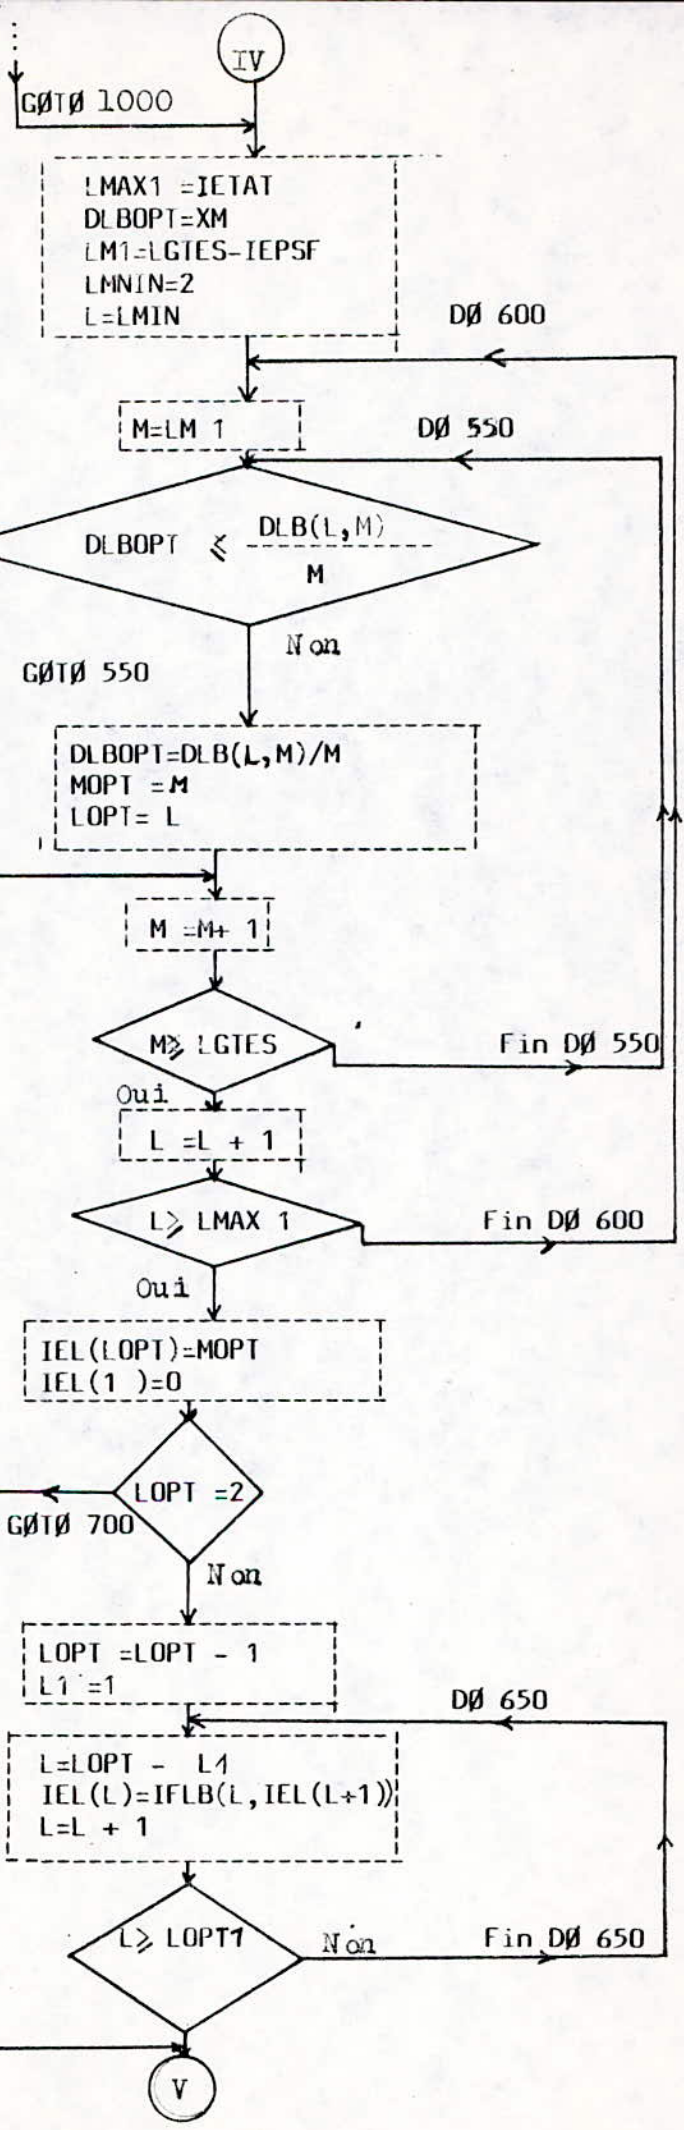 IV
GØTØ 1000
LMAX1 =IETAT
DLBOPT=XM
LM1=LGTES-IEPSF
LMNIN=2
L=LMIN
DØ 600
M=LM 1
DØ 550
DLBOPT ⩽ DLB(L,M)
M
Non
GØTØ 550
DLBOPT=DLB(L,M)/M
MOPT =M
LOPT= L
M =M+ 1
M⩾ LGTES
Fin DØ 550
Oui
L =L + 1
L⩾ LMAX 1
Fin DØ 600
Oui
IEL(LOPT)=MOPT
IEL(1 )=0
LOPT =2
GØTØ 700
Non
LOPT =LOPT - 1
L1 =1
DØ 650
L=LOPT - L1
IEL(L)=IFLB(L,IEL(L+1))
L=L + 1
L⩾ LOPT1
Non
Fin DØ 650
V